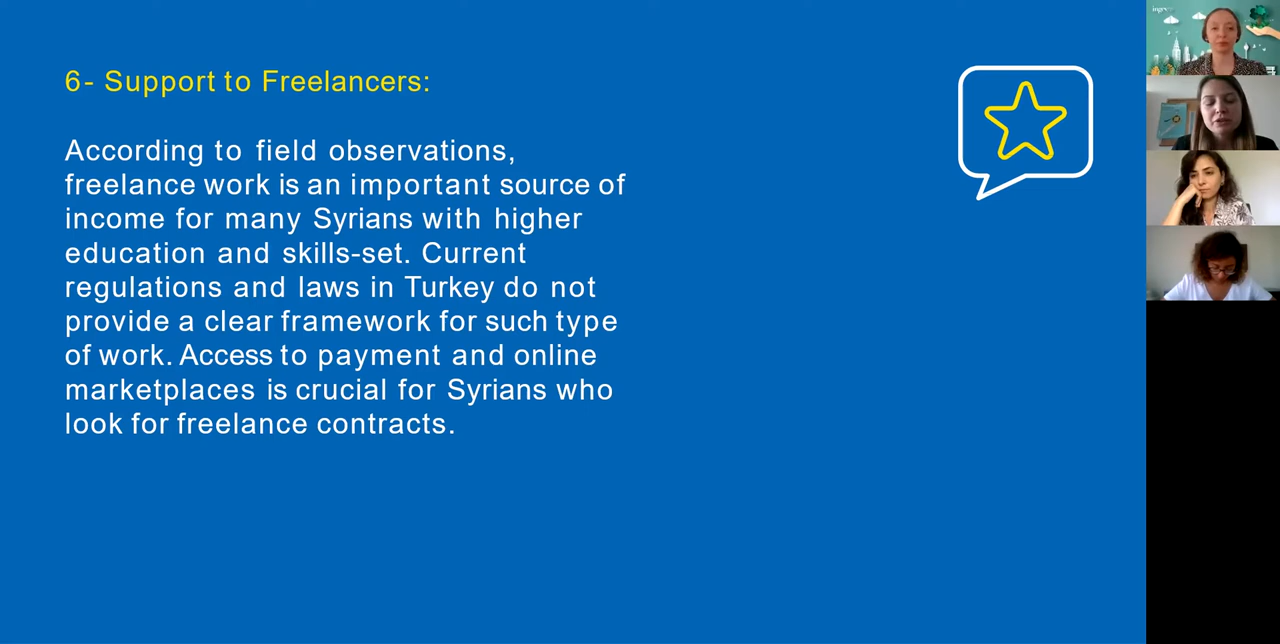 6- Support to Freelancers:
According to field observations,
freelance work is an important source of
income for many Syrians with higher
education and skills-set. Current
regulations and laws in Turkey do not
provide a clear framework for such type
of work. Access to payment and online
marketplaces is crucial for Syrians who
look for freelance contracts.